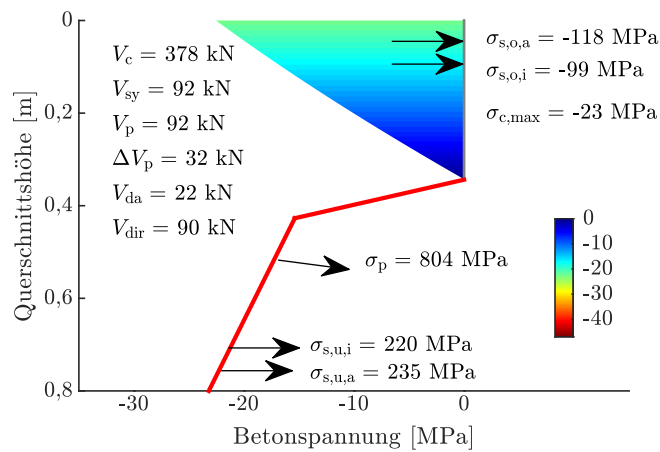 0
V_c = 378 kN
V_sy = 92 kN
V_p = 92 kN
ΔV_p = 32 kN
V_da = 22 kN
V_dir = 90 kN
σ_s,o,a = -118 MPa
σ_s,o,i = -99 MPa
σ_c,max = -23 MPa
0,2
0,4
0,6
0,8
Querschnittshöhe [m]
0
-10
-20
-30
-40
σ_p = 804 MPa
σ_s,u,i = 220 MPa
σ_s,u,a = 235 MPa
-30
-20
-10
0
Betonspannung [MPa]